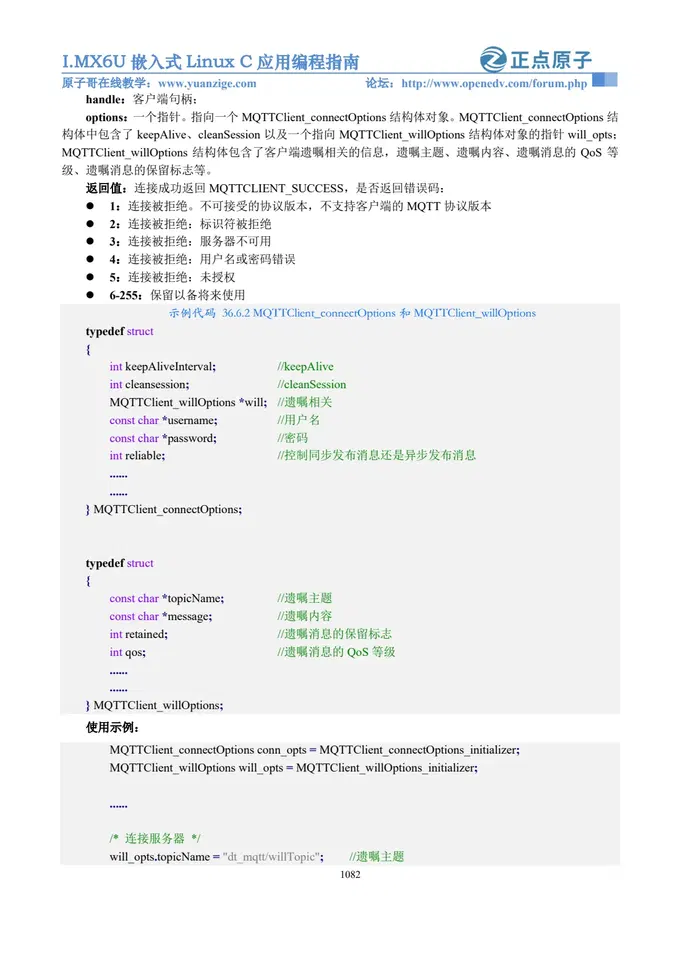 I.MX6U 嵌入式 Linux C 应用编程指南
正点原子
原子哥在线教学：www.yuanzige.com 论坛：http://www.openedv.com/forum.php
handle：客户端句柄；
options：一个指针。指向一个 MQTTClient_connectOptions 结构体对象。MQTTClient_connectOptions 结
构体中包含了 keepAlive、cleanSession 以及一个指向 MQTTClient_willOptions 结构体对象的指针 will_opts；
MQTTClient_willOptions 结构体包含了客户端遗嘱相关的信息，遗嘱主题、遗嘱内容、遗嘱消息的 QoS 等
级、遗嘱消息的保留标志等。
返回值：连接成功返回 MQTTCLIENT_SUCCESS，是否返回错误码：
● 1：连接被拒绝。不可接受的协议版本，不支持客户端的 MQTT 协议版本
● 2：连接被拒绝：标识符被拒绝
● 3：连接被拒绝：服务器不可用
● 4：连接被拒绝：用户名或密码错误
● 5：连接被拒绝：未授权
● 6-255：保留以备将来使用
示例代码 36.6.2 MQTTClient_connectOptions 和 MQTTClient_willOptions
typedef struct
{
int keepAliveInterval; //keepAlive
int cleansession; //cleanSession
MQTTClient_willOptions *will; //遗嘱相关
const char *username; //用户名
const char *password; //密码
int reliable; //控制同步发布消息还是异步发布消息
......
......
} MQTTClient_connectOptions;
typedef struct
{
const char *topicName; //遗嘱主题
const char *message; //遗嘱内容
int retained; //遗嘱消息的保留标志
int qos; //遗嘱消息的 QoS 等级
......
......
} MQTTClient_willOptions;
使用示例：
MQTTClient_connectOptions conn_opts = MQTTClient_connectOptions_initializer;
MQTTClient_willOptions will_opts = MQTTClient_willOptions_initializer;
......
/* 连接服务器 */
will_opts.topicName = "dt_mqtt/willTopic"; //遗嘱主题
1082